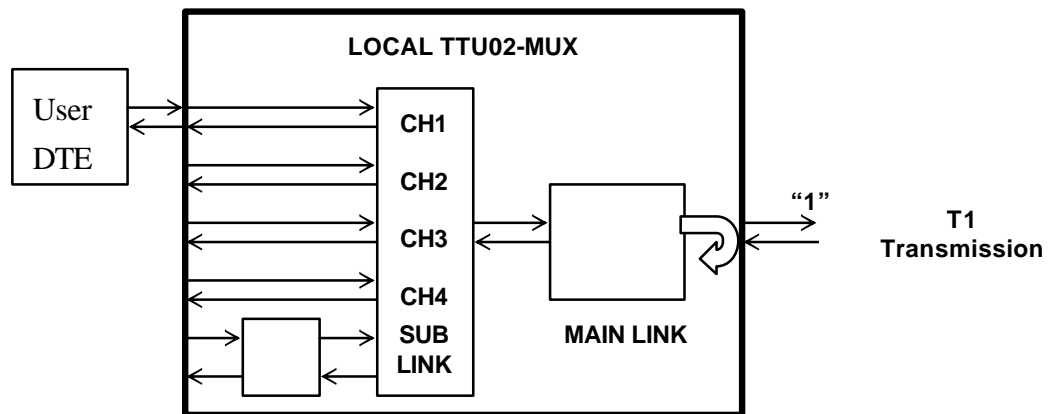 LOCAL TTU02-MUX
User
DTE
CH1
CH2
CH3
CH4
SUB
LINK
MAIN LINK
“1”
T1
Transmission